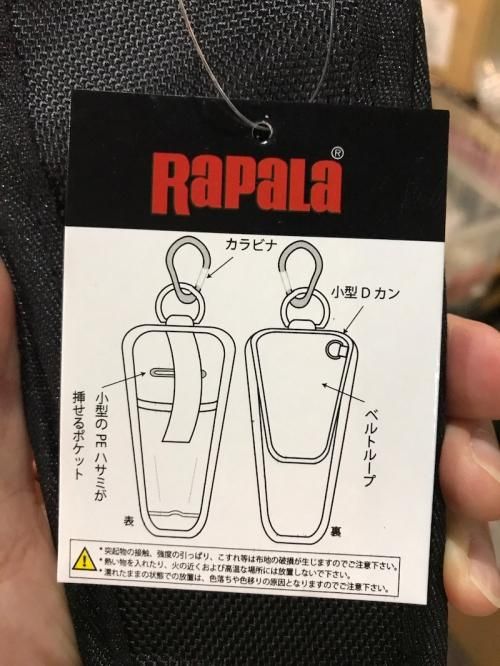 Rapala®
カラビナ
小型Dカン
小型のPEハサミが
挿せるポケット
ベルトループ
表
裏
*突起物の接触、強度の引っぱり、こすれ等は布地の破損が生じますのでご注意下さい。
*熱い物を入れたり、火の近くおよび高温な場所には放置しないで下さい。
*濡れたままの状態での放置は、色落ちや色移りの原因となりますのでご注意下さい。